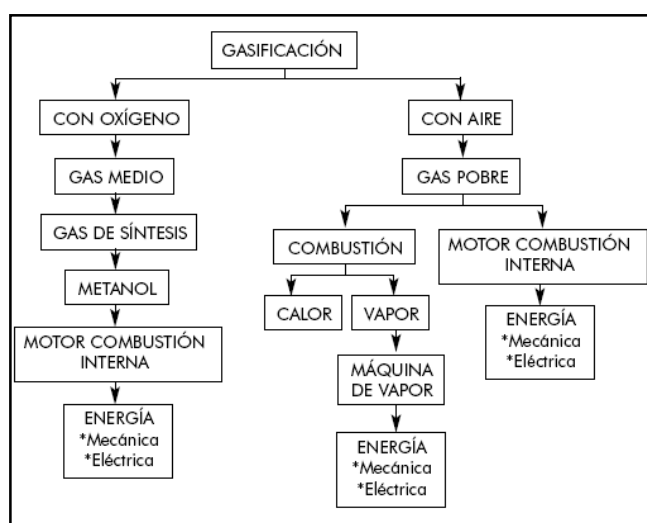 GASIFICACIÓN
CON OXÍGENO
CON AIRE
GAS MEDIO
GAS POBRE
GAS DE SÍNTESIS
COMBUSTIÓN
MOTOR COMBUSTIÓN
INTERNA
METANOL
CALOR
VAPOR
ENERGÍA
*Mecánica
*Eléctrica
MOTOR COMBUSTIÓN
INTERNA
MÁQUINA
DE VAPOR
ENERGÍA
*Mecánica
*Eléctrica
ENERGÍA
*Mecánica
*Eléctrica